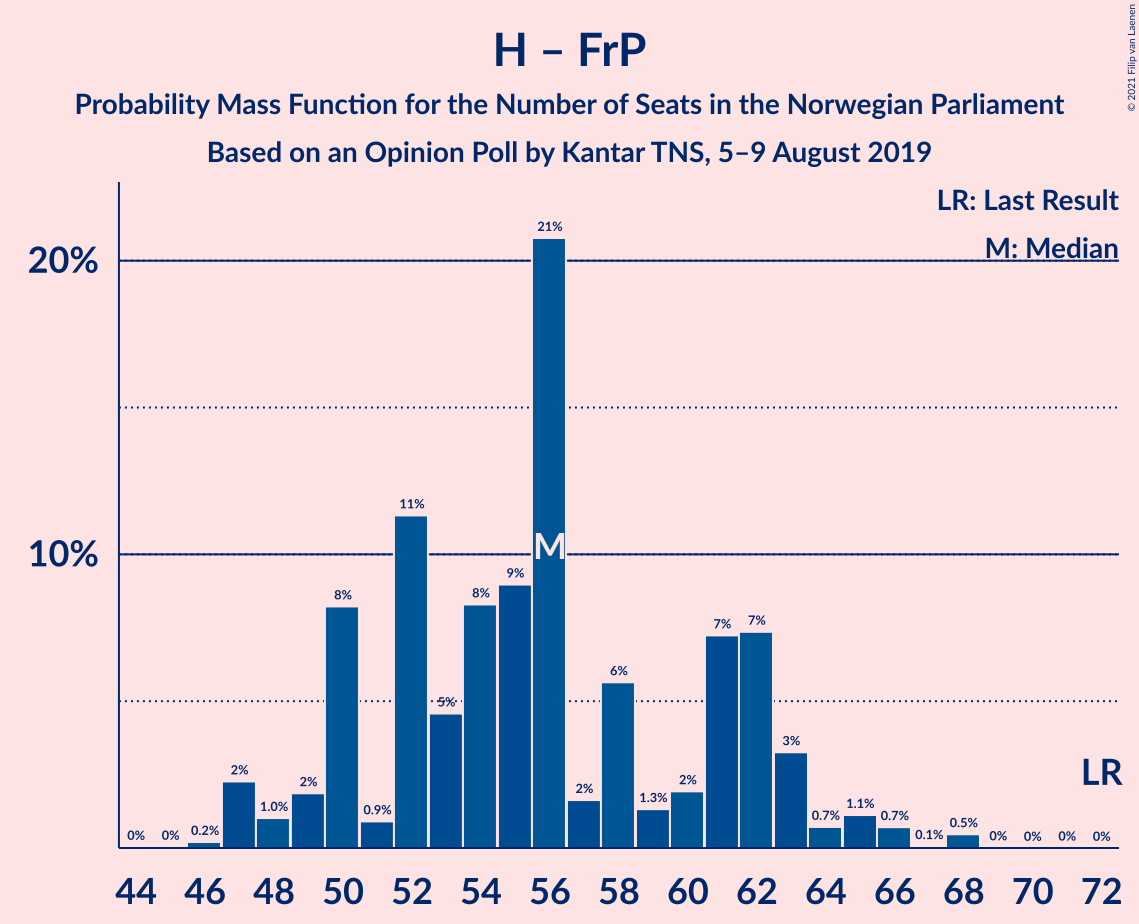 © 2021 Filip van Laenen
H – FrP
Probability Mass Function for the Number of Seats in the Norwegian Parliament
Based on an Opinion Poll by Kantar TNS, 5–9 August 2019
LR: Last Result
M: Median
20%
10%
0% 0% 0.2% 2% 1.0% 2% 8% 0.9% 11% 5% 8% 9% 21% 2% 6% 1.3% 2% 7% 7% 3% 0.7% 1.1% 0.7% 0.1% 0.5% 0% 0% 0% 0%
M
LR
44 46 48 50 52 54 56 58 60 62 64 66 68 70 72